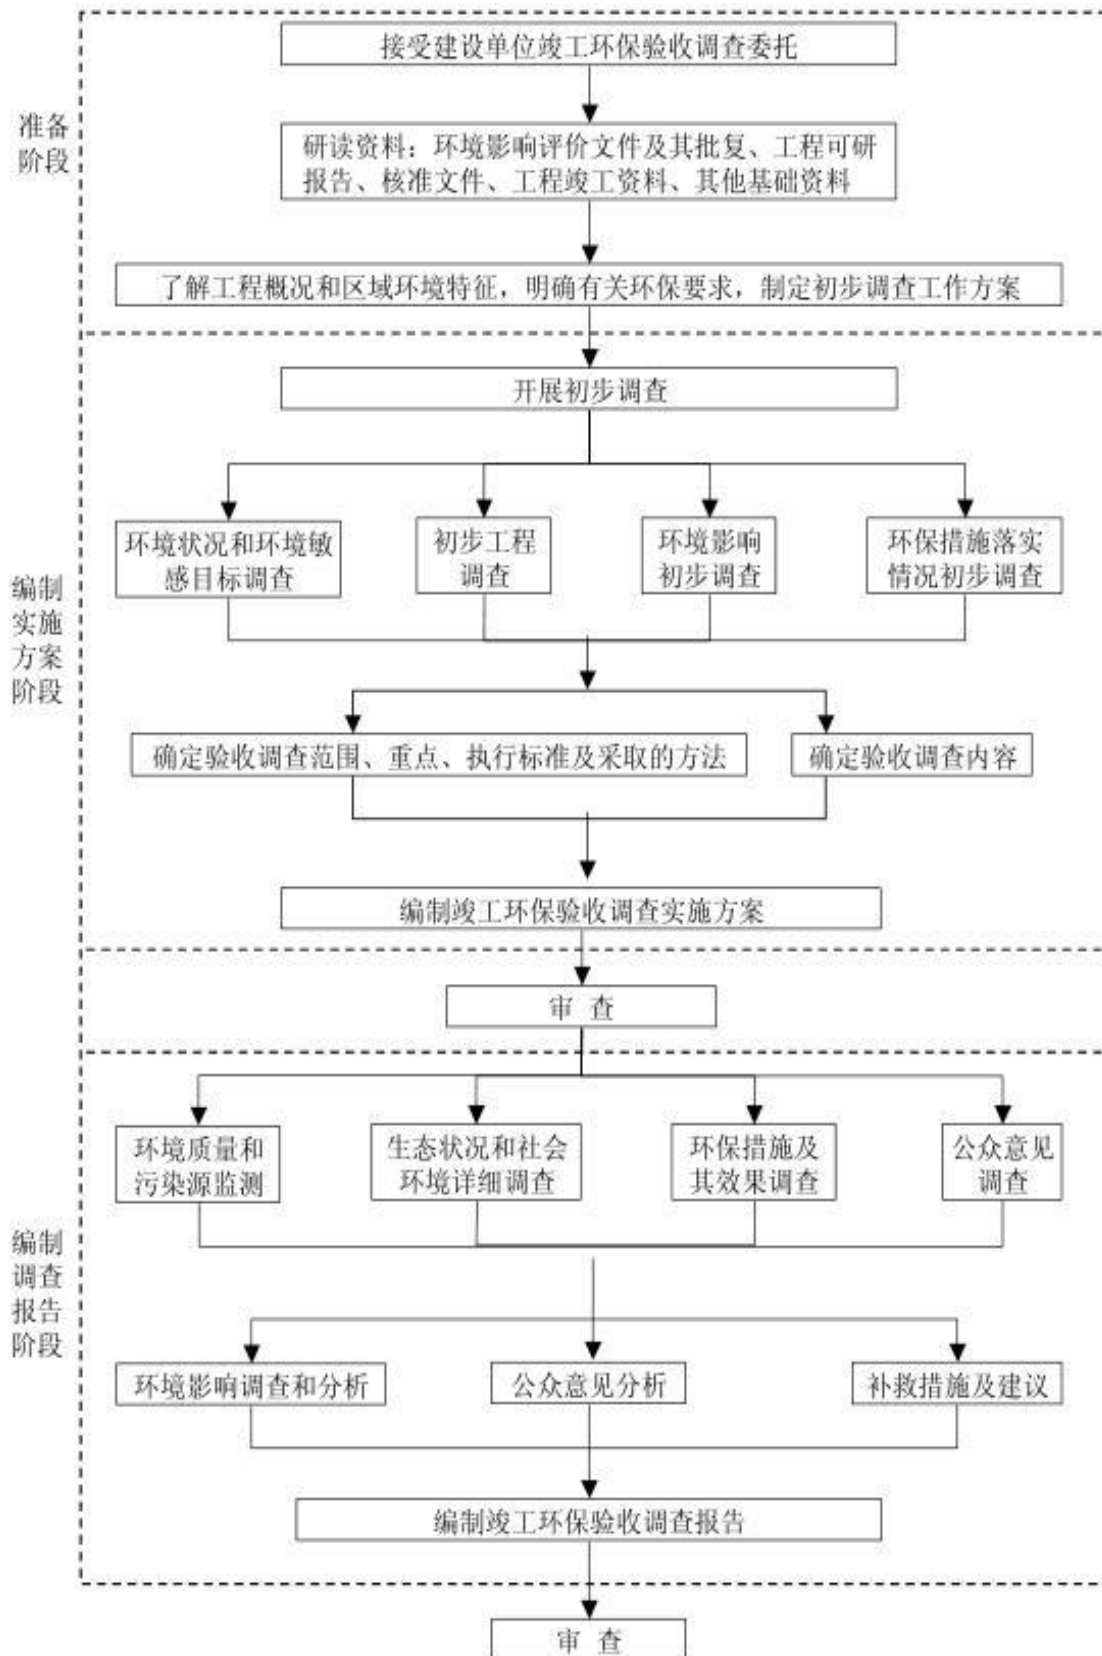 接受建设单位竣工环保验收调查委托
准备
阶段
研读资料：环境影响评价文件及其批复、工程可研
报告、核准文件、工程竣工资料、其他基础资料
了解工程概况和区域环境特征，明确有关环保要求，制定初步调查工作方案
开展初步调查
环境状况和环境敏
感目标调查
初步工程
调查
环境影响
初步调查
环保措施落实
情况初步调查
编制
实施
方案
阶段
确定验收调查范围、重点、执行标准及采取的方法
确定验收调查内容
编制竣工环保验收调查实施方案
审 查
环境质量和
污染源监测
生态状况和社会
环境详细调查
环保措施及
其效果调查
公众意见
调查
编制
调查
报告
阶段
环境影响调查和分析
公众意见分析
补救措施及建议
编制竣工环保验收调查报告
审 查